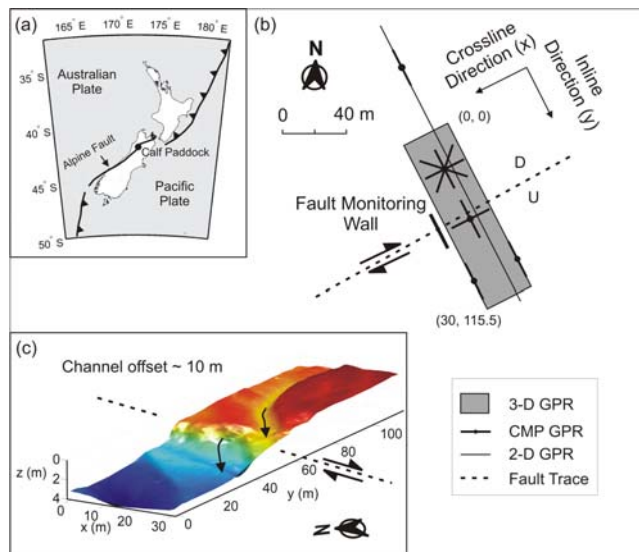 (a)
165° E 170° E 175° E 180° E
35° S
40° S
45° S
50° S
Australian
Plate
Alpine Fault
Calf Paddock
Pacific
Plate
(b)
N
0 40 m
Crossline
Direction (x)
Inline
Direction (y)
(0, 0)
D
U
Fault Monitoring
Wall
(30, 115.5)
(c)
Channel offset ~ 10 m
z (m)
0
2
4
0
10
20
30
x (m)
0
20
40
60
80
100
y (m)
N
3-D GPR
CMP GPR
2-D GPR
Fault Trace